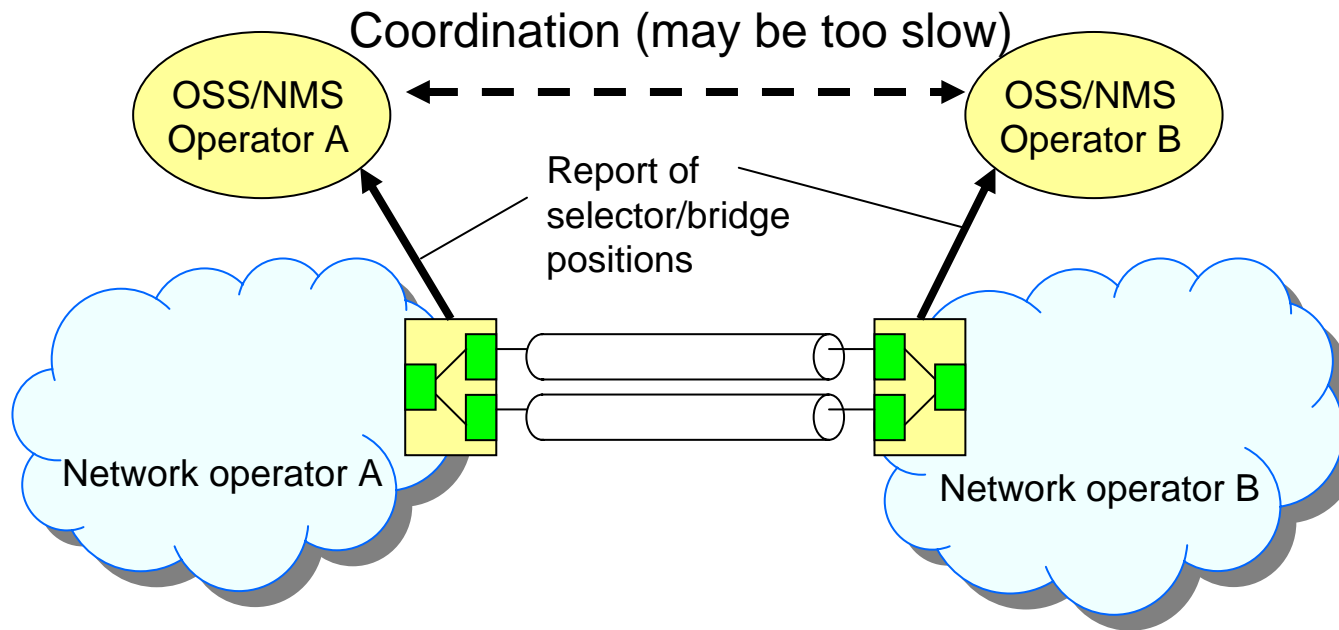 Coordination (may be too slow)
OSS/NMS
Operator A
OSS/NMS
Operator B
Report of
selector/bridge
positions
Network operator A
Network operator B